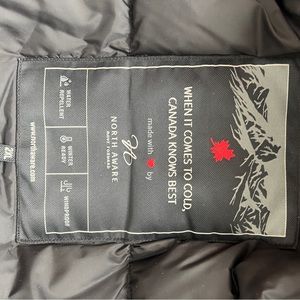 WHEN IT COMES TO COLD,
CANADA KNOWS BEST
made with by
NORTH AWARE
WATER
REPELLENT
WINTER
READY
WINDPROOF
www.northaware.com